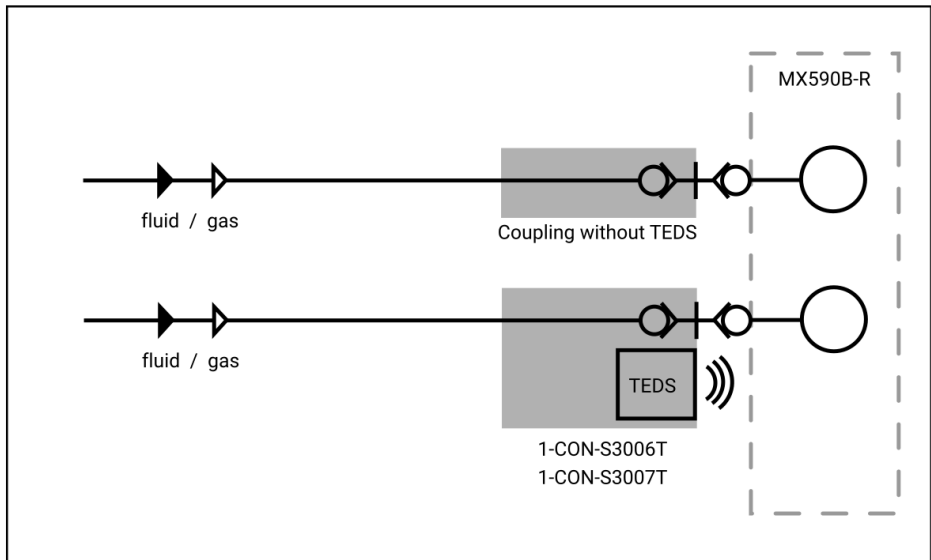 MX590B-R
fluid / gas
Coupling without TEDS
fluid / gas
TEDS
1-CON-S3006T
1-CON-S3007T